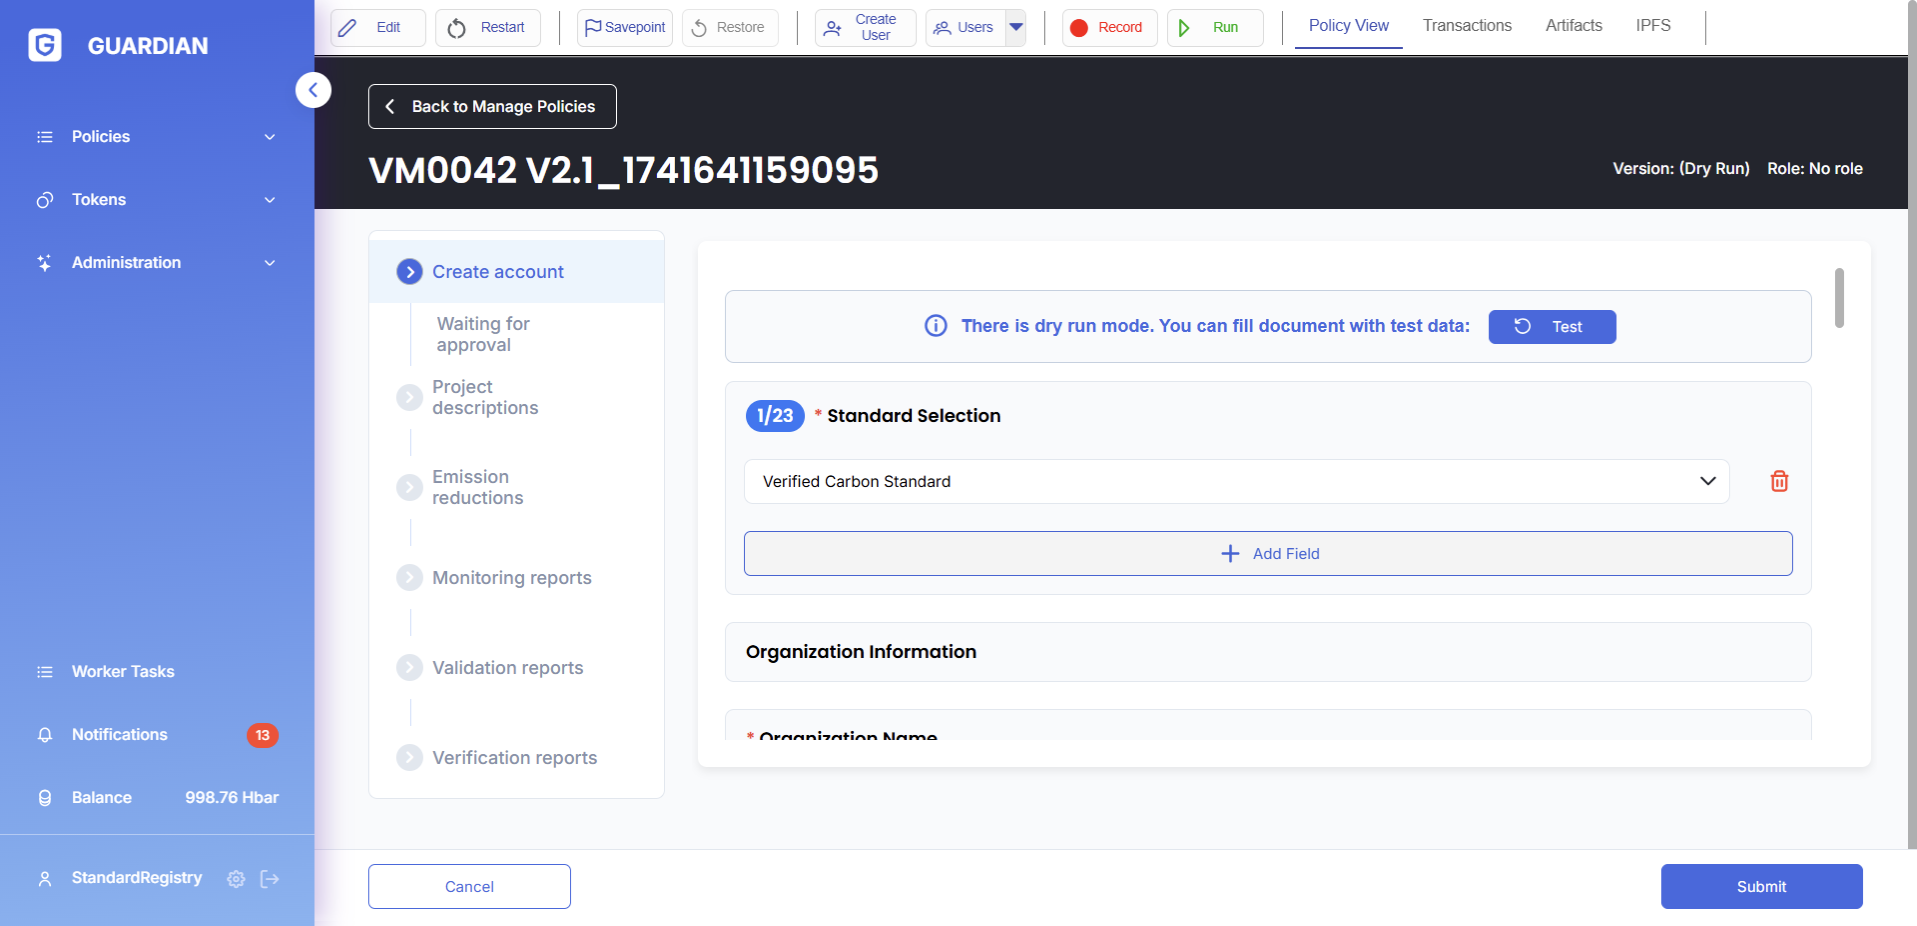 GUARDIAN
Policies
Tokens
Administration
Worker Tasks
Notifications 13
Balance 998.76 Hbar
StandardRegistry
Edit
Restart
Savepoint
Restore
Create
User
Users
Record
Run
Policy View
Transactions
Artifacts
IPFS
Back to Manage Policies
VM0042 V2.1_1741641159095
Version: (Dry Run) Role: No role
Create account
Waiting for
approval
Project
descriptions
Emission
reductions
Monitoring reports
Validation reports
Verification reports
There is dry run mode. You can fill document with test data:
Test
1/23 * Standard Selection
Verified Carbon Standard
Add Field
Organization Information
* Organization Name
Cancel
Submit